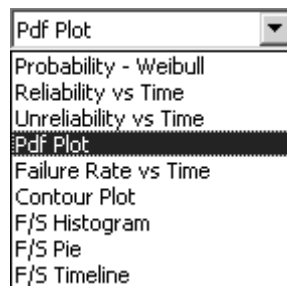 Pdf Plot
Probability - Weibull
Reliability vs Time
Unreliability vs Time
Pdf Plot
Failure Rate vs Time
Contour Plot
F/S Histogram
F/S Pie
F/S Timeline